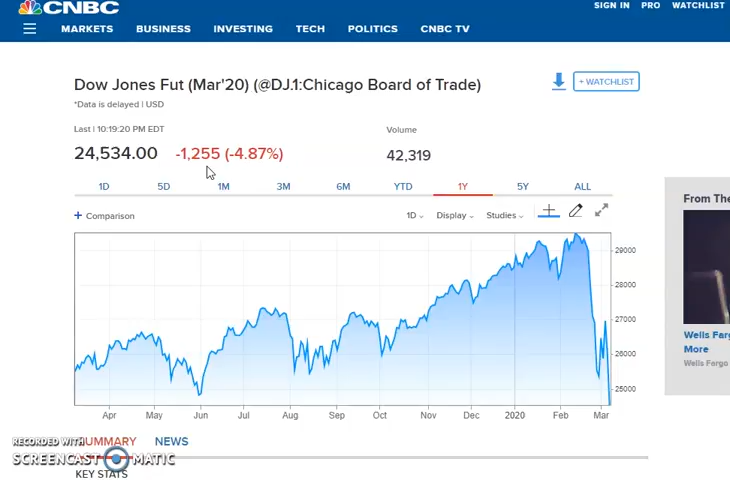 CNBC
SIGN IN PRO WATCHLIST
MARKETS BUSINESS INVESTING TECH POLITICS CNBC TV
Dow Jones Fut (Mar'20) (@DJ.1:Chicago Board of Trade)
+ WATCHLIST
*Data is delayed | USD
Last | 10:19:20 PM EDT
Volume
24,534.00 -1,255 (-4.87%)
42,319
1D 5D 1M 3M 6M YTD 1Y 5Y ALL
+ Comparison
1D Display Studies
From The
29000
28000
27000
26000
25000
Apr May Jun Jul Aug Sep Oct Nov Dec 2020 Feb Mar
Wells Farg
More
Wells Fargo
RECORDED WITH
SCREENCAST MATIC
UMMARY NEWS
KEY STATS